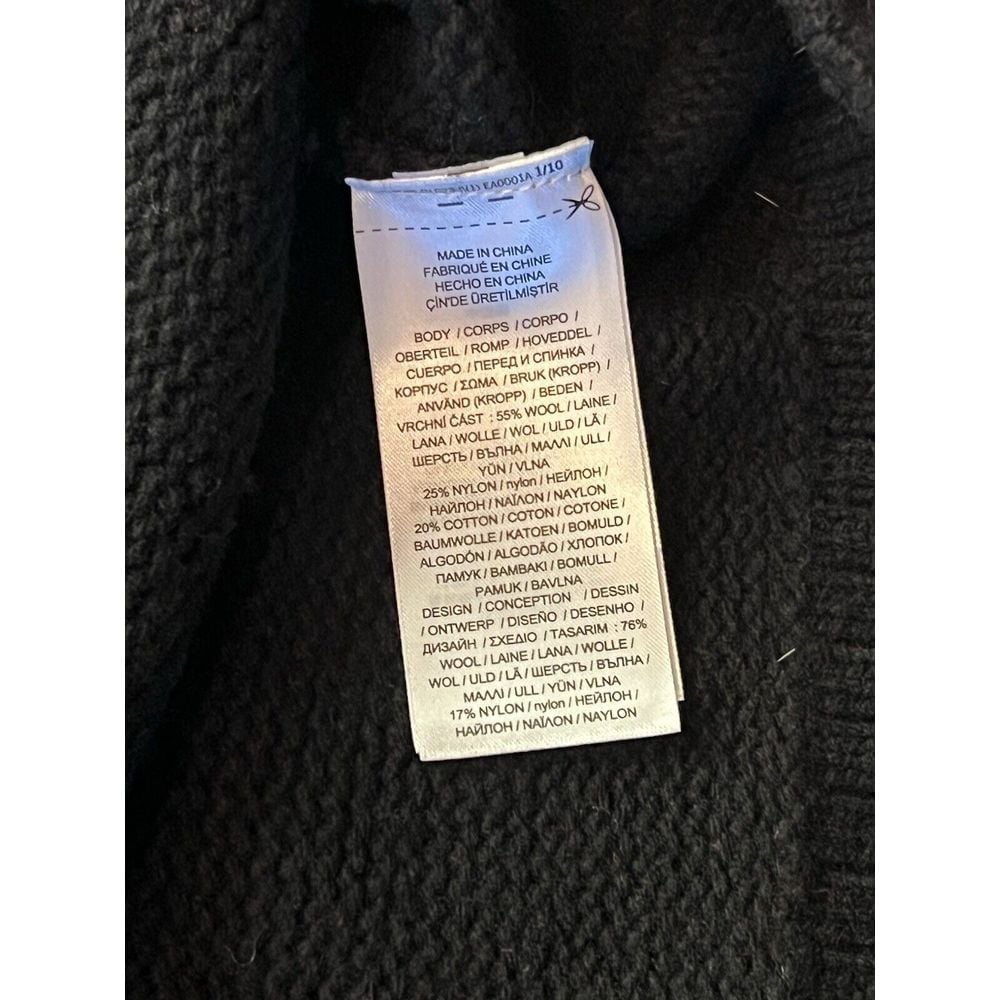 EA0001A 1/10
MADE IN CHINA
FABRIQUÉ EN CHINE
HECHO EN CHINA
ÇİN'DE ÜRETİLMİŞTİR
BODY / CORPS / CORPO /
OBERTEIL / ROMP / HOVEDDEL /
CUERPO / ПЕРЕД И СПИНКА /
КОРПУС / ΣΩΜΑ / BRUK (KROPP) /
ANVÄND (KROPP) / BEDEN /
VRCHNÍ ČÁST : 55% WOOL / LAINE /
LANA / WOLLE / WOL / ULD / LÃ /
ШЕРСТЬ / ВЪЛНА / ΜΑΛΛΙ / ULL /
YÜN / VLNA
25% NYLON / nylon / НЕЙЛОН /
НАЙЛОН / ΝΑΪΛΟΝ / NAYLON
20% COTTON / COTON / COTONE /
BAUMWOLLE / KATOEN / BOMULD /
ALGODÓN / ALGODÃO / ХЛОПОК /
ПАМУК / ΒΑΜΒΑΚΙ / BOMULL /
PAMUK / BAVLNA
DESIGN / CONCEPTION / DESSIN
/ ONTWERP / DISEÑO / DESENHO /
ДИЗАЙН / ΣΧΕΔΙΟ / TASARIM : 76%
WOOL / LAINE / LANA / WOLLE /
WOL / ULD / LÃ / ШЕРСТЬ / ВЪЛНА /
ΜΑΛΛΙ / ULL / YÜN / VLNA
17% NYLON / nylon / НЕЙЛОН /
НАЙЛОН / ΝΑΪΛΟΝ / NAYLON